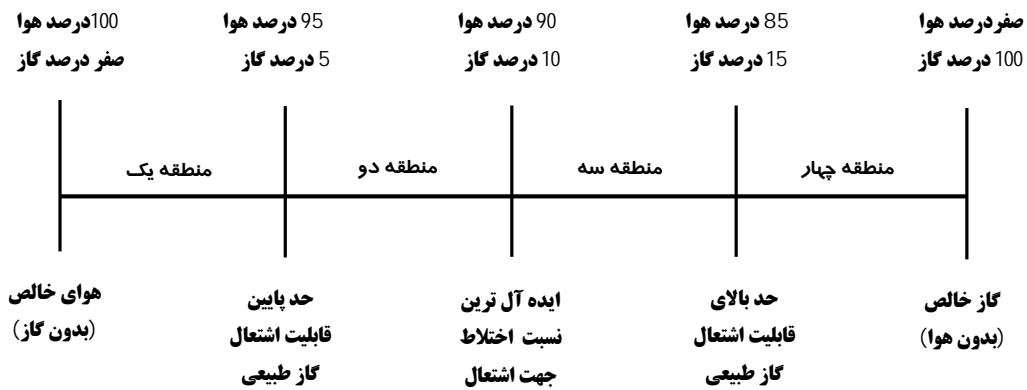 صفر درصد هوا
100 درصد گاز
85 درصد هوا
15 درصد گاز
90 درصد هوا
10 درصد گاز
95 درصد هوا
5 درصد گاز
100درصد هوا
صفر درصد گاز
منطقه چهار
منطقه سه
منطقه دو
منطقه یک
گاز خالص
(بدون هوا)
حد بالای
قابلیت اشتعال
گاز طبیعی
ایده آل ترین
نسبت اختلاط
جهت اشتعال
حد پایین
قابلیت اشتعال
گاز طبیعی
هوای خالص
(بدون گاز)